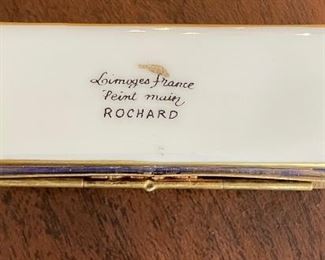 Limoges france
Peint main
ROCHARD